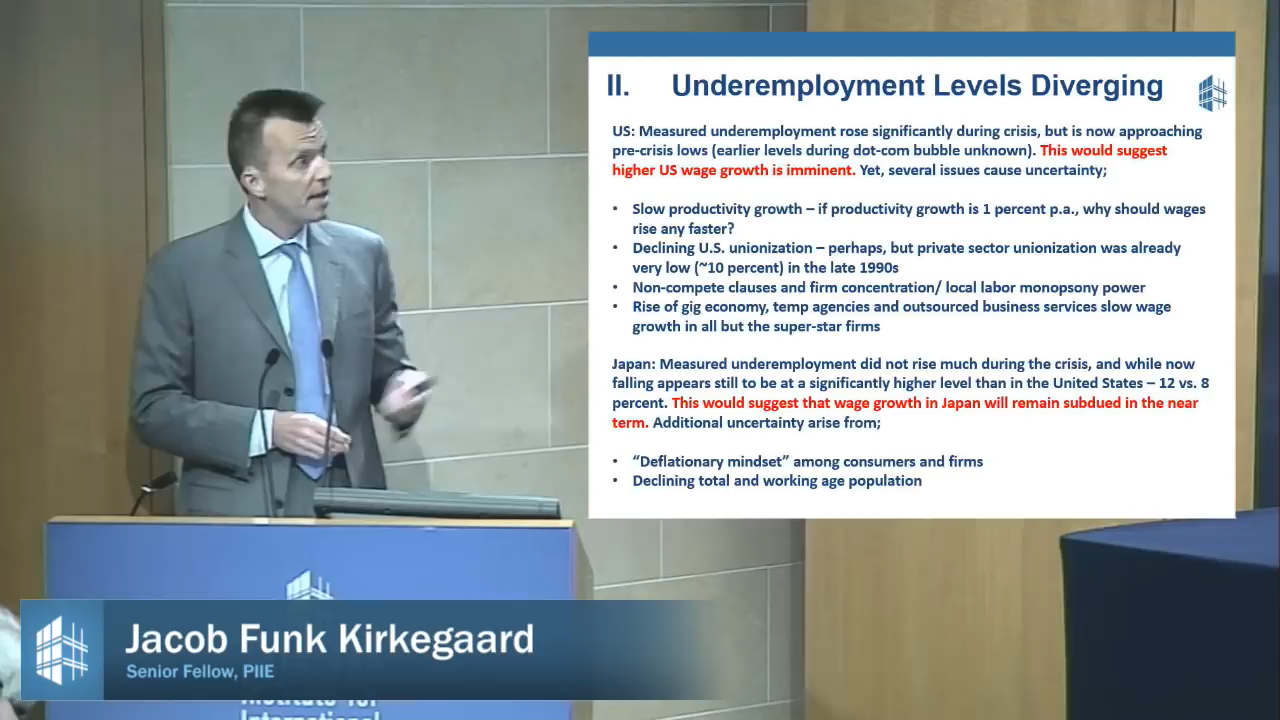 II. Underemployment Levels Diverging
US: Measured underemployment rose significantly during crisis, but is now approaching
pre-crisis lows (earlier levels during dot-com bubble unknown). This would suggest
higher US wage growth is imminent. Yet, several issues cause uncertainty;
• Slow productivity growth – if productivity growth is 1 percent p.a., why should wages
rise any faster?
• Declining U.S. unionization – perhaps, but private sector unionization was already
very low (~10 percent) in the late 1990s
• Non-compete clauses and firm concentration/ local labor monopsony power
• Rise of gig economy, temp agencies and outsourced business services slow wage
growth in all but the super-star firms
Japan: Measured underemployment did not rise much during the crisis, and while now
falling appears still to be at a significantly higher level than in the United States – 12 vs. 8
percent. This would suggest that wage growth in Japan will remain subdued in the near
term. Additional uncertainty arise from;
• “Deflationary mindset” among consumers and firms
• Declining total and working age population
Jacob Funk Kirkegaard
Senior Fellow, PIIE
Institute for
International